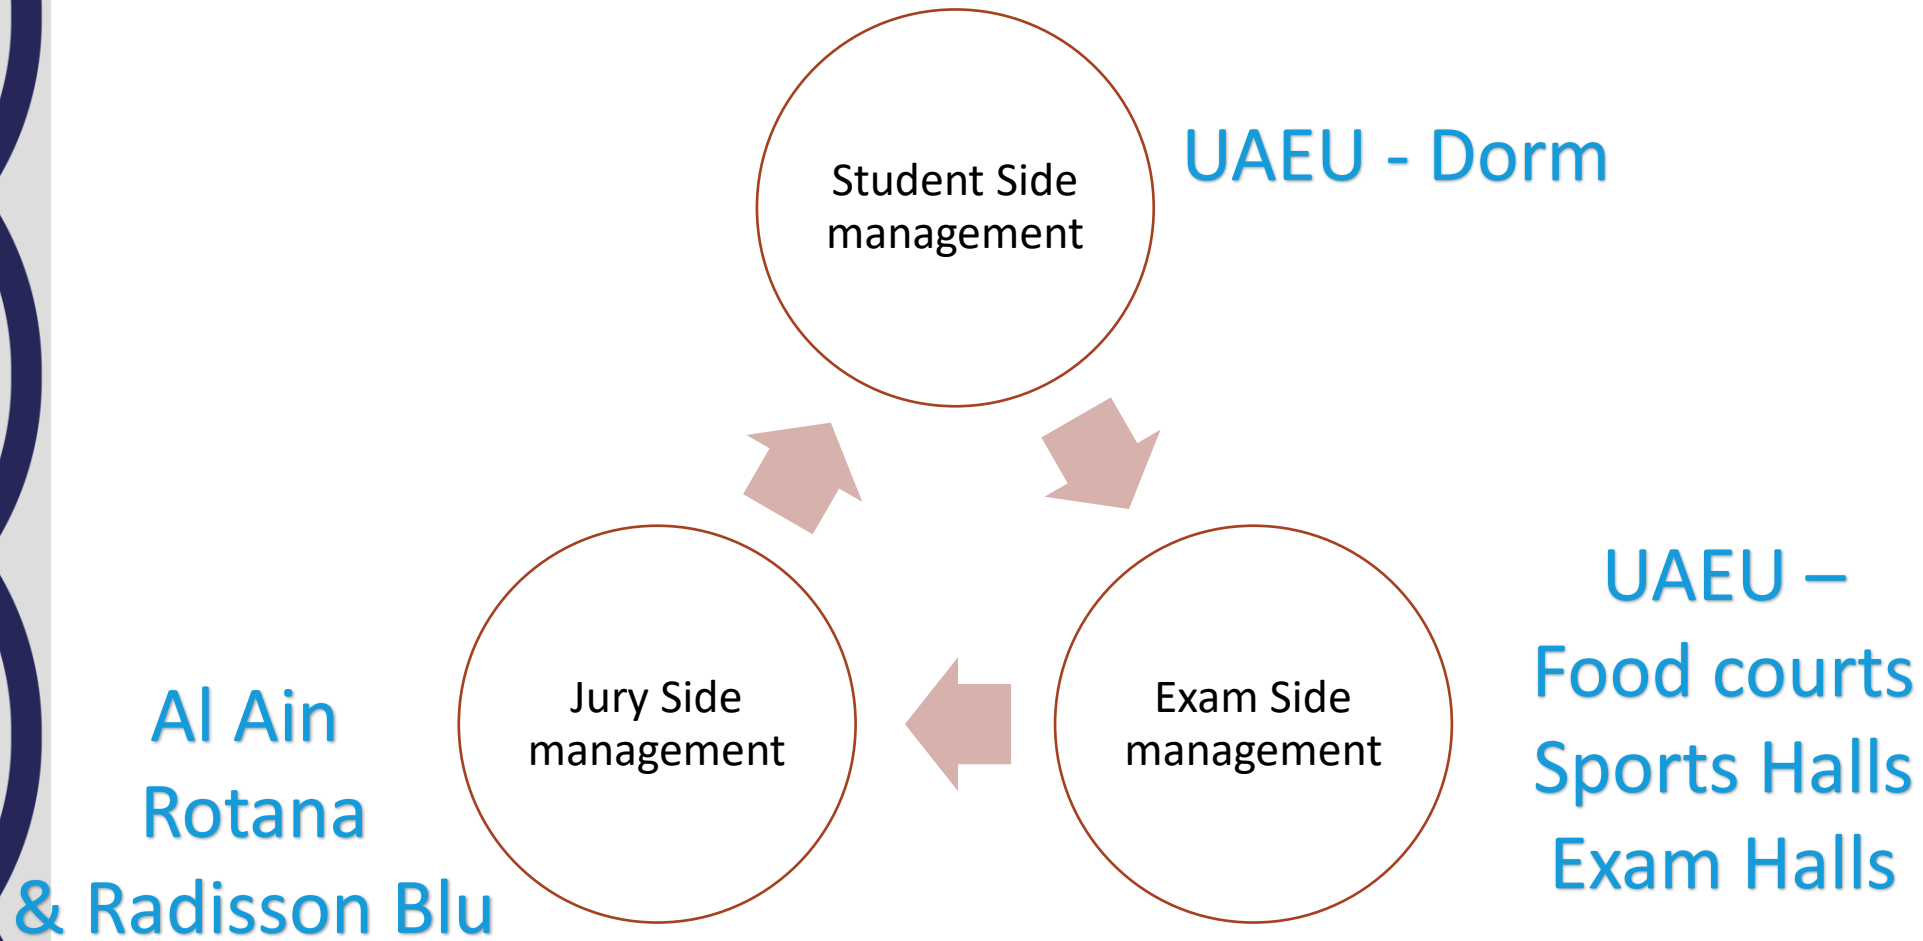 Student Side
management
UAEU - Dorm
Exam Side
management
UAEU –
Food courts
Sports Halls
Exam Halls
Jury Side
management
Al Ain
Rotana
& Radisson Blu